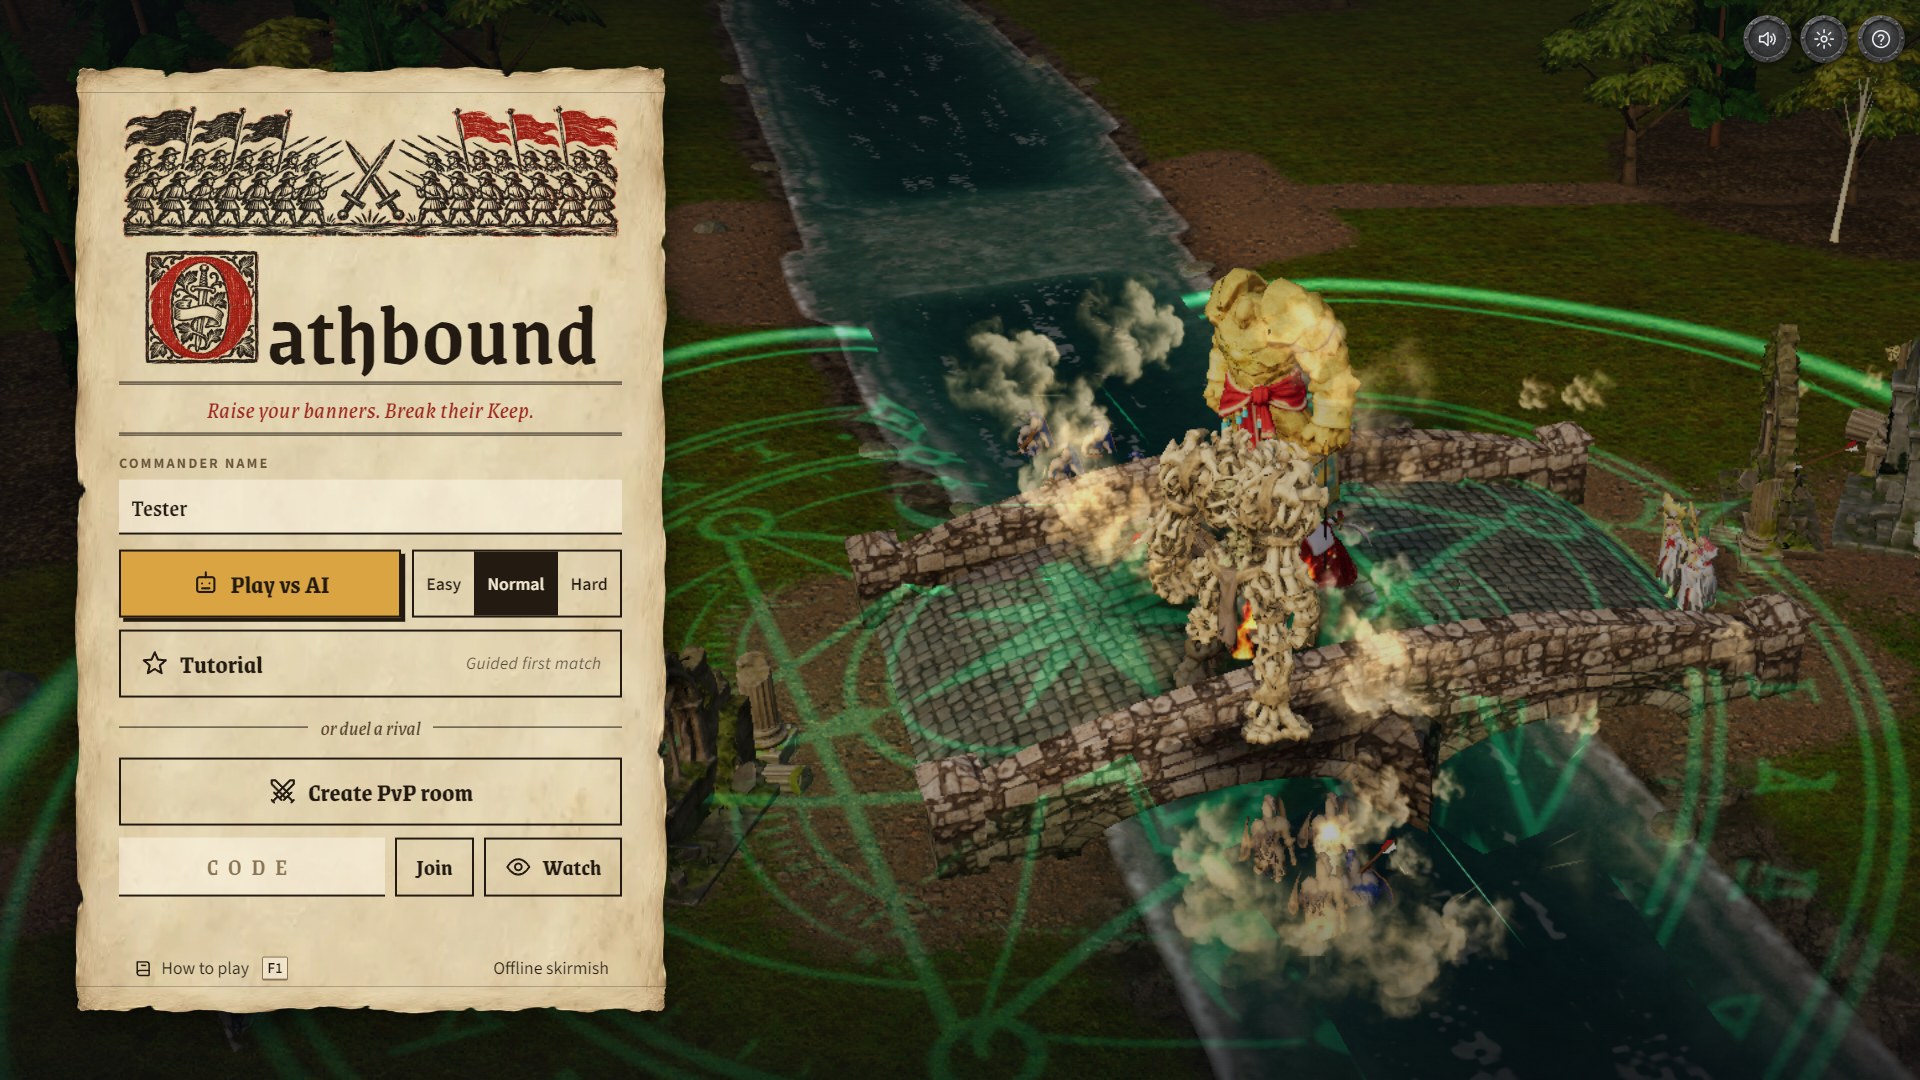 Oathbound
Raise your banners. Break their Keep.
COMMANDER NAME
Tester
Play vs AI
Easy Normal Hard
Tutorial Guided first match
or duel a rival
Create PvP room
CODE Join Watch
How to play F1 Offline skirmish